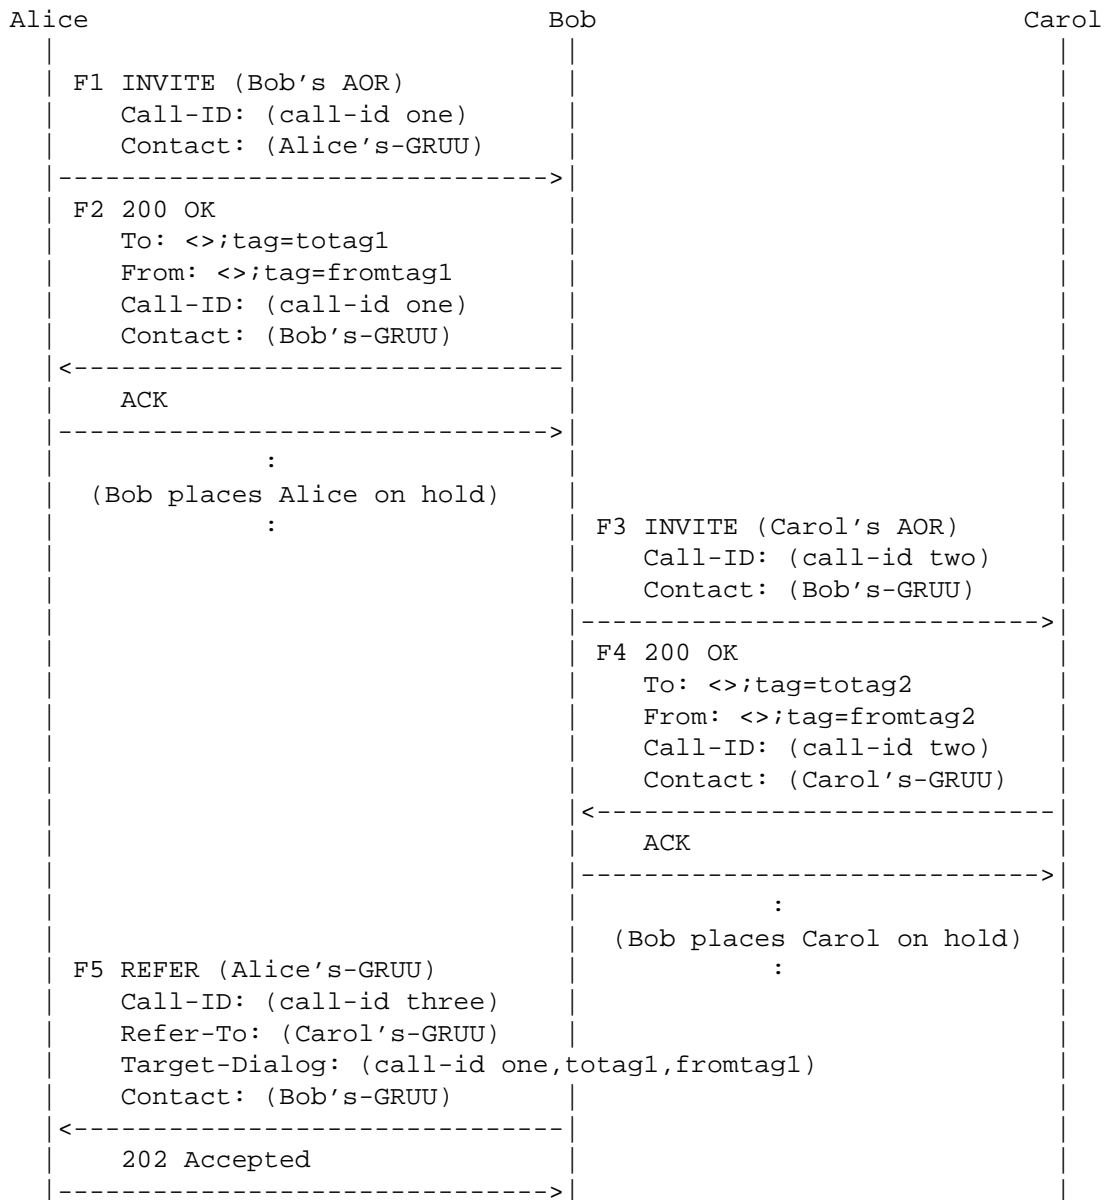 Alice Bob Carol
F1 INVITE (Bob's AOR)
Call-ID: (call-id one)
Contact: (Alice's-GRUU)
F2 200 OK
To: <>;tag=totag1
From: <>;tag=fromtag1
Call-ID: (call-id one)
Contact: (Bob's-GRUU)
ACK
:
(Bob places Alice on hold)
: F3 INVITE (Carol's AOR)
Call-ID: (call-id two)
Contact: (Bob's-GRUU)
F4 200 OK
To: <>;tag=totag2
From: <>;tag=fromtag2
Call-ID: (call-id two)
Contact: (Carol's-GRUU)
ACK
:
(Bob places Carol on hold)
F5 REFER (Alice's-GRUU) :
Call-ID: (call-id three)
Refer-To: (Carol's-GRUU)
Target-Dialog: (call-id one,totag1,fromtag1)
Contact: (Bob's-GRUU)
202 Accepted